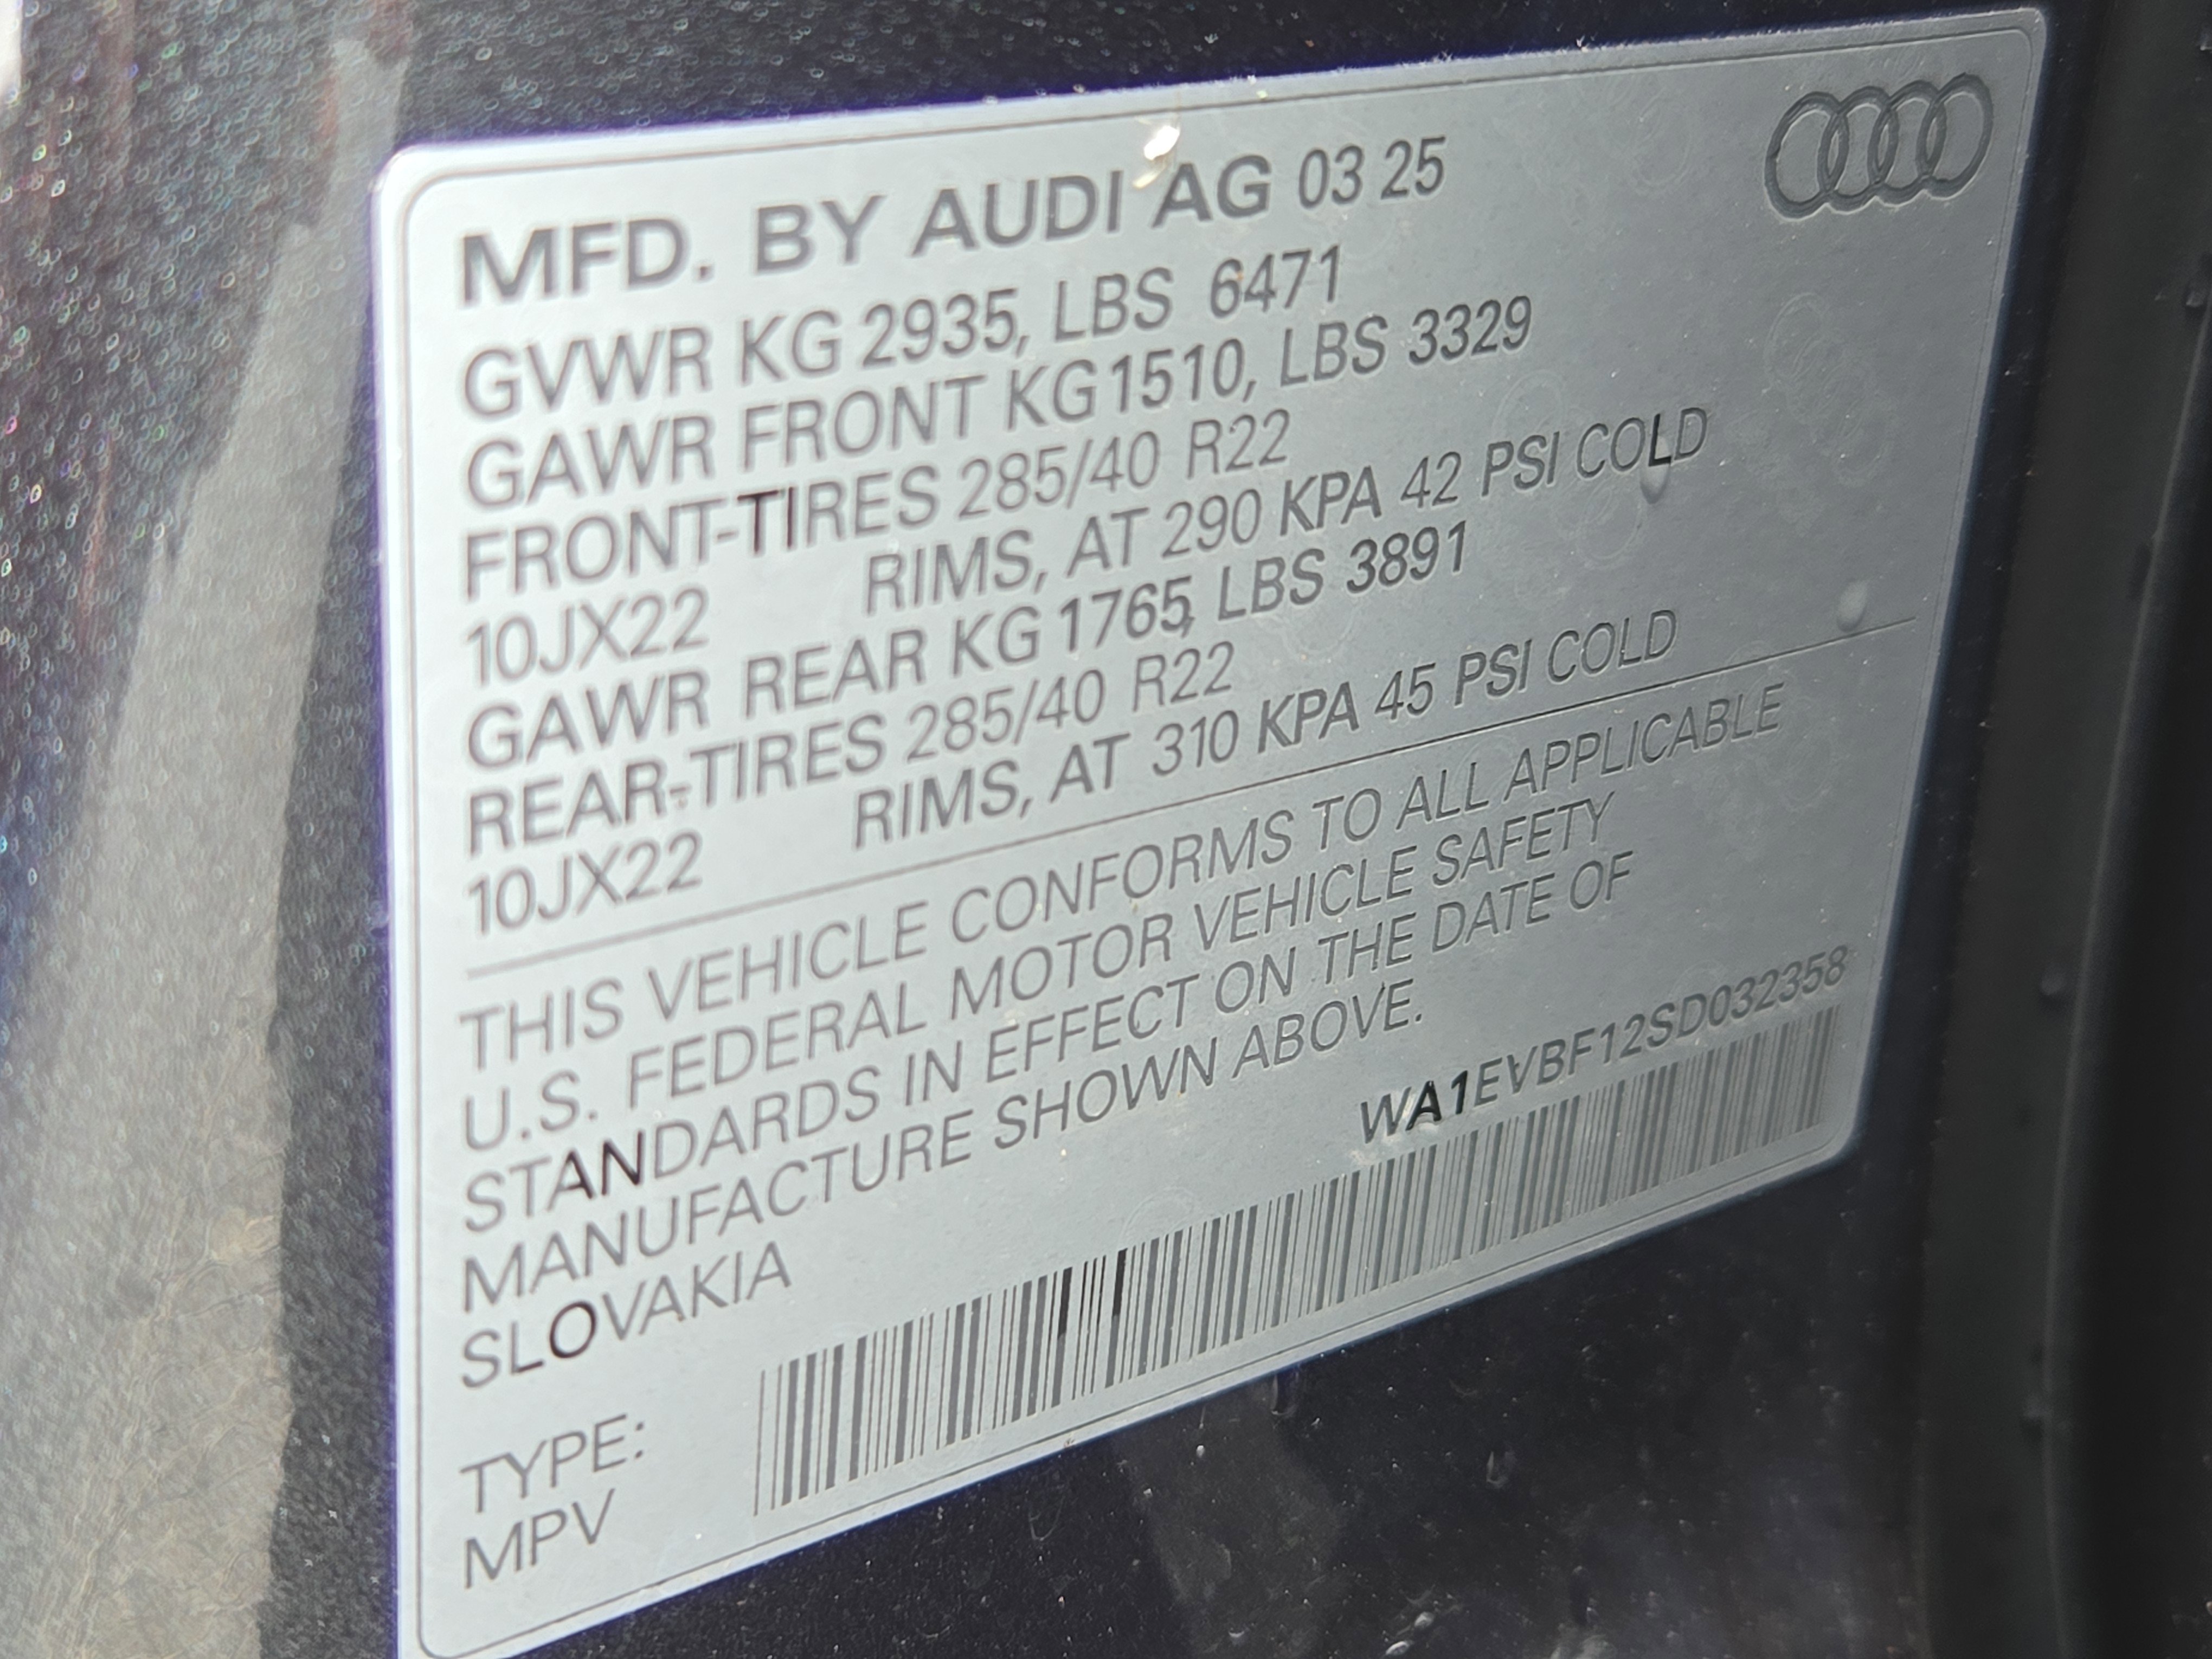 MFD. BY AUDI AG 03 25
GVWR KG 2935, LBS 6471
GAWR FRONT KG 1510, LBS 3329
FRONT-TIRES 285/40 R22
10JX22 RIMS, AT 290 KPA 42 PSI COLD
GAWR REAR KG 1765, LBS 3891
REAR-TIRES 285/40 R22
10JX22 RIMS, AT 310 KPA 45 PSI COLD
THIS VEHICLE CONFORMS TO ALL APPLICABLE
U.S. FEDERAL MOTOR VEHICLE SAFETY
STANDARDS IN EFFECT ON THE DATE OF
MANUFACTURE SHOWN ABOVE.
SLOVAKIA
WA1EVBF12SD032358
TYPE:
MPV